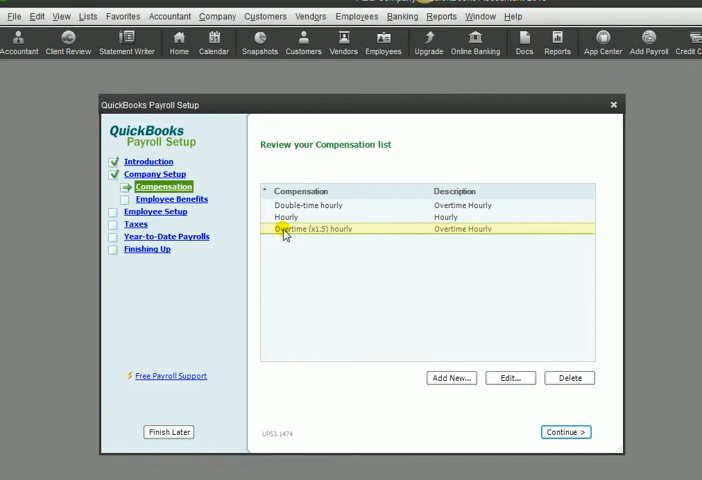 File Edit View Lists Favorites Accountant Company Customers Vendors Employees Banking Reports Window Help
Accountant Client Review Statement Writer Home Calendar Snapshots Customers Vendors Employees Upgrade Online Banking Docs Reports App Center Add Payroll Credit C
QuickBooks Payroll Setup
QuickBooks
Payroll Setup
Introduction
Company Setup
Compensation
Employee Benefits
Employee Setup
Taxes
Year-to-Date Payrolls
Finishing Up
Free Payroll Support
Finish Later
Review your Compensation list
* Compensation Description
Double-time hourly Overtime Hourly
Hourly Hourly
Overtime (x1.5) hourly Overtime Hourly
Add New... Edit... Delete
UPS3.1474
Continue >